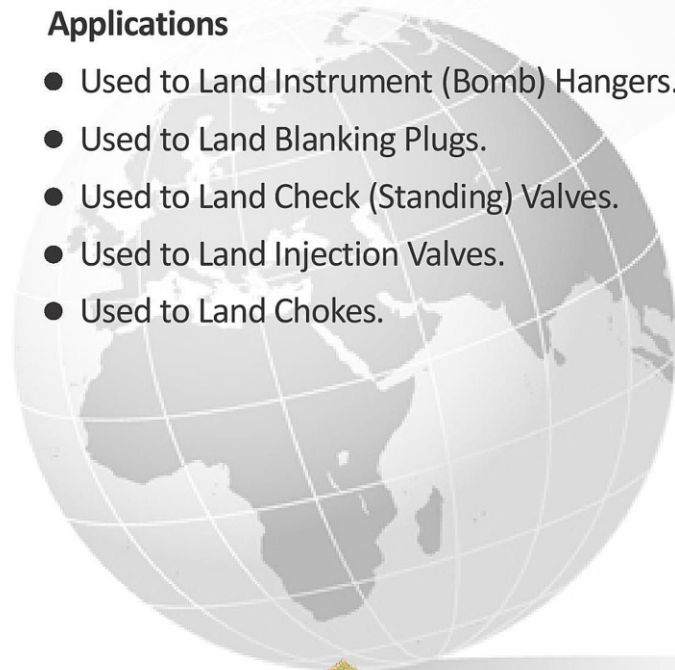 Applications
● Used to Land Instrument (Bomb) Hangers.
● Used to Land Blanking Plugs.
● Used to Land Check (Standing) Valves.
● Used to Land Injection Valves.
● Used to Land Chokes.